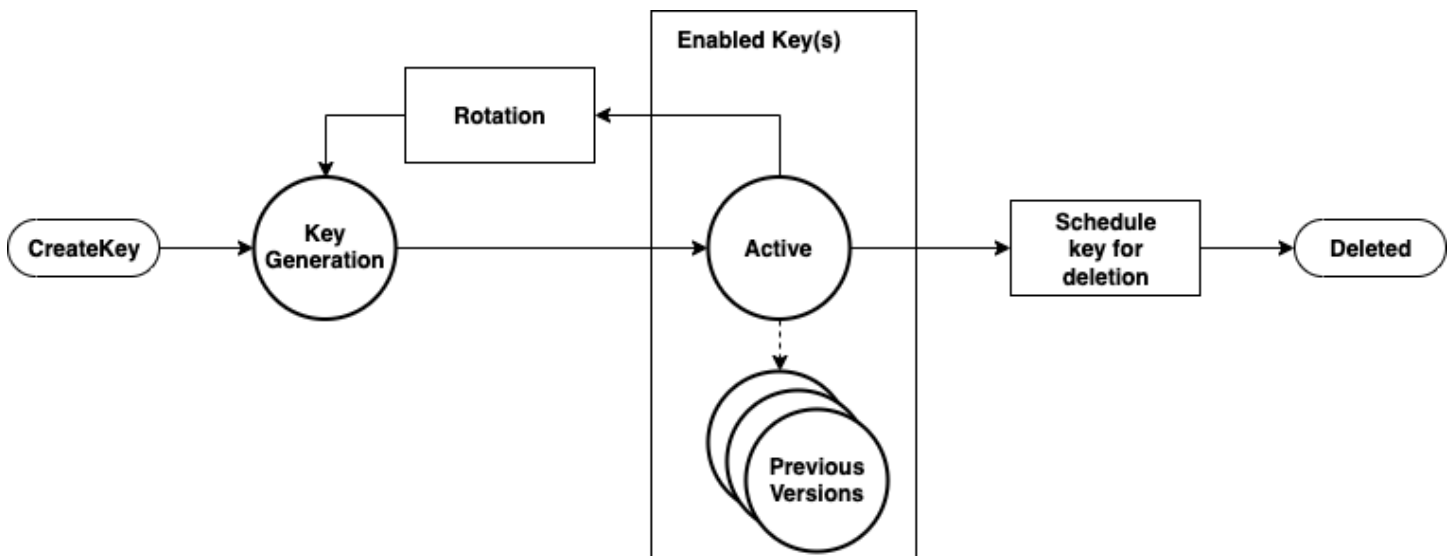 Enabled Key(s)
Rotation
CreateKey
Key
Generation
Active
Schedule
key for
deletion
Deleted
Previous
Versions